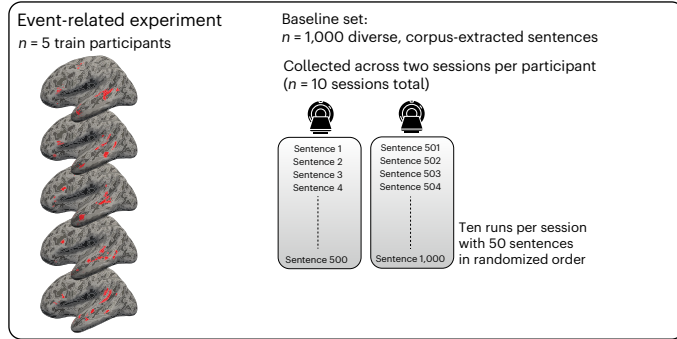 Event-related experiment
n = 5 train participants
Baseline set:
n = 1,000 diverse, corpus-extracted sentences
Collected across two sessions per participant
(n = 10 sessions total)
Sentence 1
Sentence 2
Sentence 3
Sentence 4
Sentence 500
Sentence 501
Sentence 502
Sentence 503
Sentence 504
Sentence 1,000
Ten runs per session
with 50 sentences
in randomized order